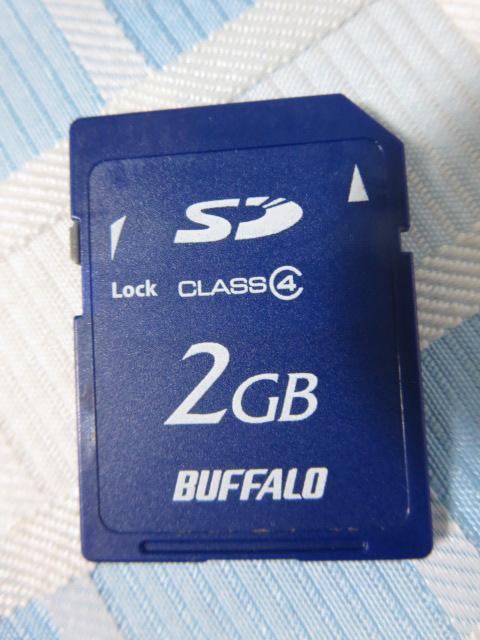 SD
Lock CLASS4
2GB
BUFFALO